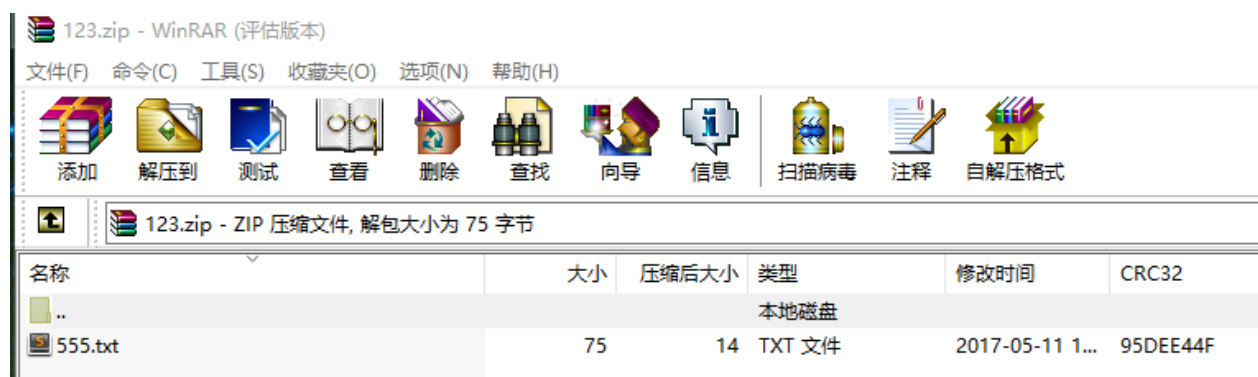 123.zip - WinRAR (评估版本)
文件(F) 命令(C) 工具(S) 收藏夹(O) 选项(N) 帮助(H)
添加 解压到 测试 查看 删除 查找 向导 信息 扫描病毒 注释 自解压格式
123.zip - ZIP 压缩文件, 解包大小为 75 字节
名称 大小 压缩后大小 类型 修改时间 CRC32
.. 本地磁盘
555.txt 75 14 TXT 文件 2017-05-11 1... 95DEE44F